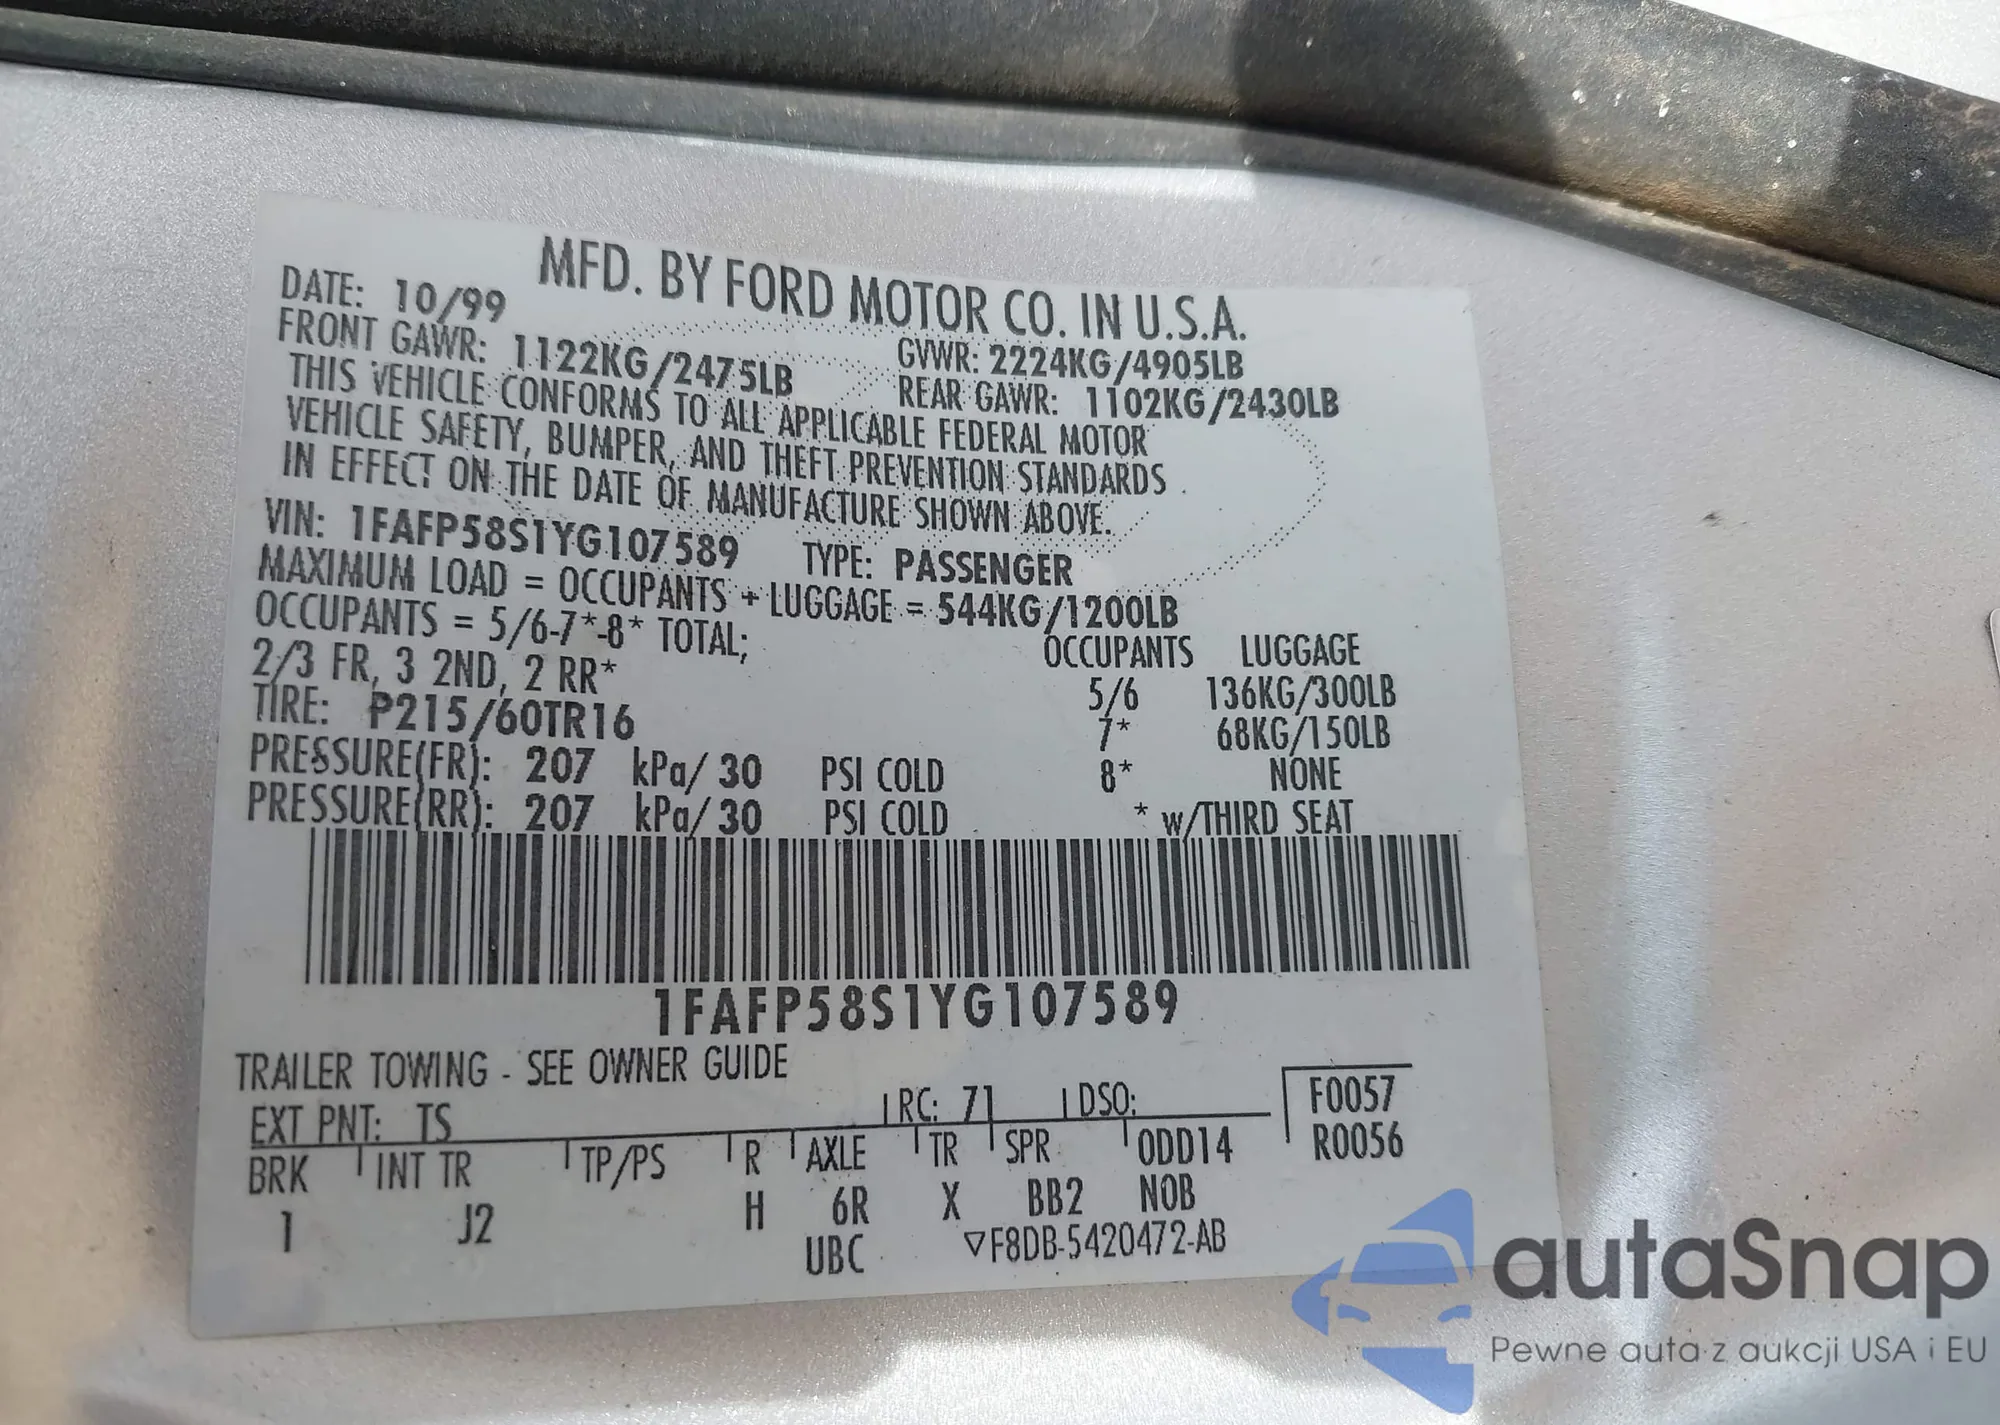 MFD. BY FORD MOTOR CO. IN U.S.A.
DATE: 10/99
GVWR: 2224KG/4905LB
FRONT GAWR: 1122KG/2475LB
REAR GAWR: 1102KG/2430LB
THIS VEHICLE CONFORMS TO ALL APPLICABLE FEDERAL MOTOR
VEHICLE SAFETY, BUMPER, AND THEFT PREVENTION STANDARDS
IN EFFECT ON THE DATE OF MANUFACTURE SHOWN ABOVE.
VIN: 1FAFP58S1YG107589 TYPE: PASSENGER
MAXIMUM LOAD = OCCUPANTS + LUGGAGE = 544KG/1200LB
OCCUPANTS = 5/6-7*-8* TOTAL; OCCUPANTS LUGGAGE
2/3 FR, 3 2ND, 2 RR* 5/6 136KG/300LB
TIRE: P215/60TR16 7* 68KG/150LB
PRESSURE(FR): 207 kPa/ 30 PSI COLD 8* NONE
PRESSURE(RR): 207 kPa/ 30 PSI COLD * w/THIRD SEAT
1FAFP58S1YG107589
TRAILER TOWING - SEE OWNER GUIDE
EXT PNT: TS RC: 71 DSO: F0057
BRK INT TR TP/PS R AXLE TR SPR 0DD14 R0056
1 J2 H 6R X BB2 NOB
UBC ▽F8DB-5420472-AB
autaSnap
Pewne auta z aukcji USA i EU